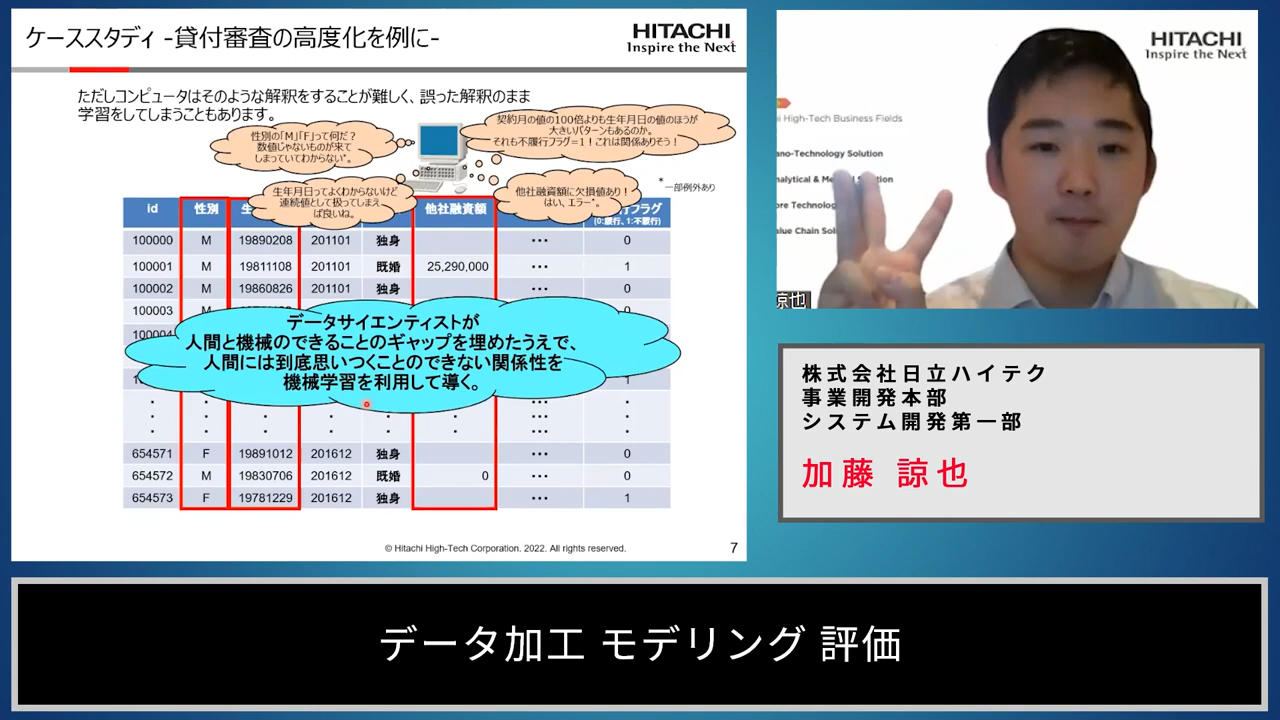 ケーススタディ -貸付審査の高度化を例に-
HITACHI
Inspire the Next
ただしコンピュータはそのような解釈をすることが難しく、誤った解釈のまま
学習をしてしまうこともあります。
性別の「M」「F」って何だ?
数値じゃないものが来て
しまっていてわからない*。
契約月の値の100倍よりも生年月日の値のほうが
大きいパターンもあるのか。
それも不履行フラグ=1!これは関係ありそう!
生年月日ってよくわからないけど
連続値として扱ってしまえ
ば良いね。
他社融資額に欠損値あり!
はい、エラー*。
*一部例外あり
id 性別 他社融資額 行フラグ
(0:履行、1:不履行)
100000 M 19890208 201101 独身 ・・・ 0
100001 M 19811108 201101 既婚 25,290,000 ・・・ 1
100002 M 19860826 201101 独身 ・・・ 0
100003
データサイエンティストが
人間と機械のできることのギャップを埋めたうえで、
人間には到底思いつくことのできない関係性を
機械学習を利用して導く。
654571 F 19891012 201612 独身 ・・・ 0
654572 M 19830706 201612 既婚 0 ・・・ 0
654573 F 19781229 201612 独身 ・・・ 1
© Hitachi High-Tech Corporation. 2022. All rights reserved.
7
HITACHI
Inspire the Next
hi High-Tech Business Fields
ano-Technology Solution
nalytical & Me
Solution
ore Technolog
alue Chain Sol
諒也
株式会社日立ハイテク
事業開発本部
システム開発第一部
加藤 諒也
データ加工 モデリング 評価